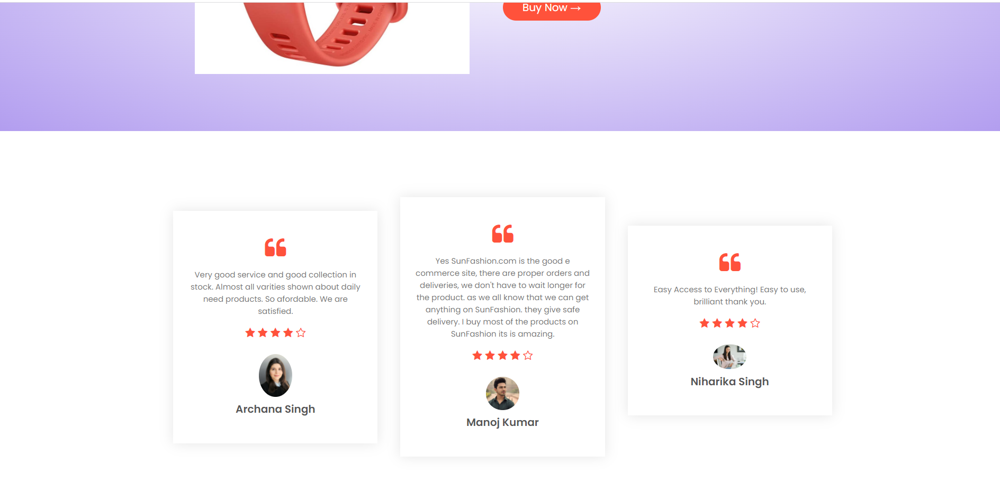 Buy Now →
Very good service and good collection in
stock. Almost all varities shown about daily
need products. So afordable. We are
satisfied.
Archana Singh
Yes SunFashion.com is the good e
commerce site, there are proper orders and
deliveries, we don't have to wait longer for
the product. as we all know that we can get
anything on SunFashion. they give safe
delivery. I buy most of the products on
SunFashion its is amazing.
Manoj Kumar
Easy Access to Everything! Easy to use,
brilliant thank you.
Niharika Singh